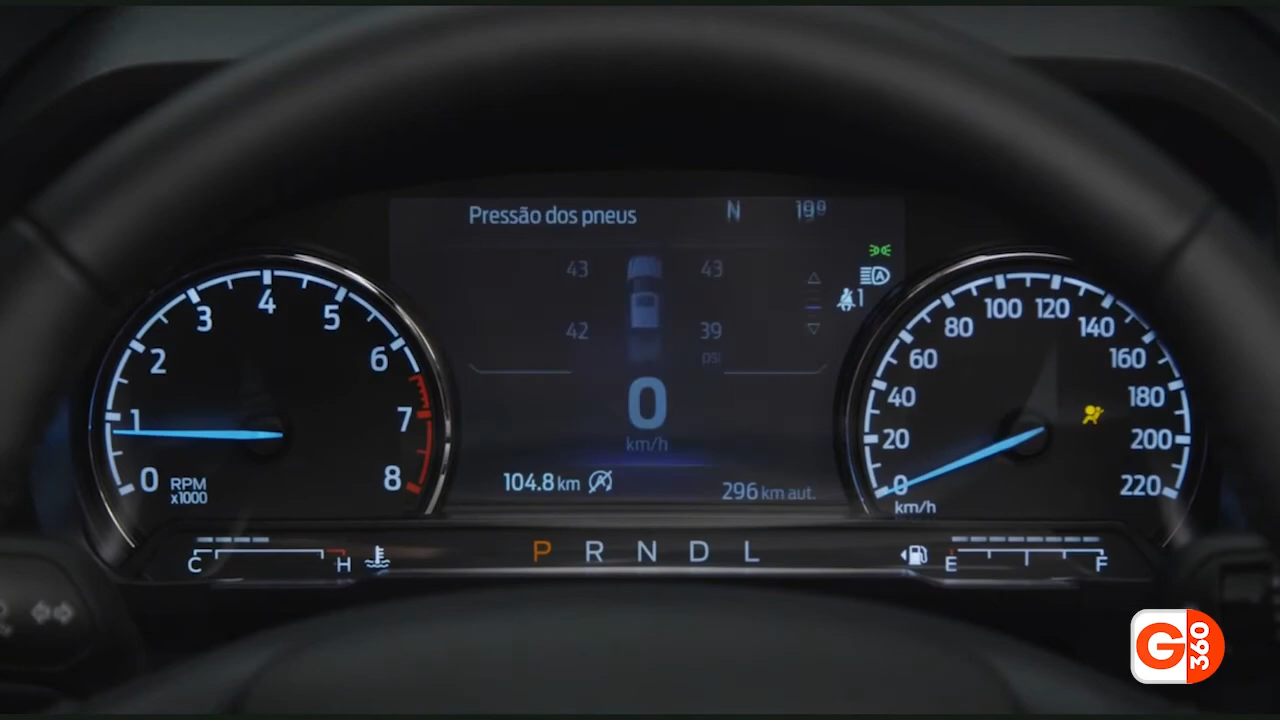 Pressão dos pneus N
43 43
42 39
psi
0
km/h
104.8 km
296 km aut.
1
0 1 2 3 4 5 6 7 8
RPM
x1000
0 20 40 60 80 100 120 140 160 180 200 220
km/h
C H
P R N D L
E F
G 360